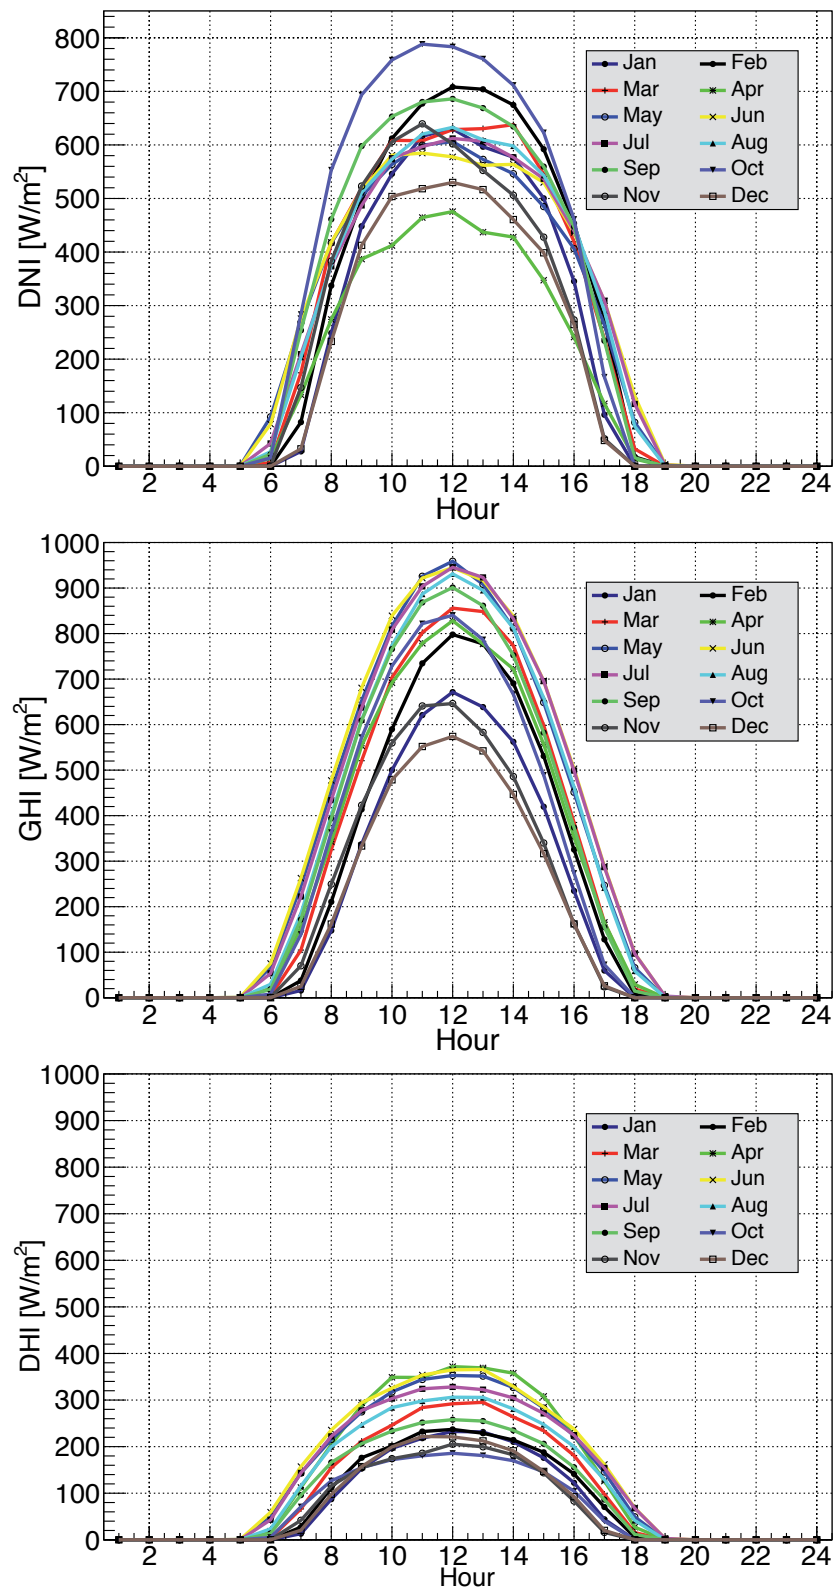 DNI [W/m²]
800
700
600
500
400
300
200
100
0
Jan Feb
Mar Apr
May Jun
Jul Aug
Sep Oct
Nov Dec
2 4 6 8 10 12 14 16 18 20 22 24
Hour
GHI [W/m²]
1000
900
800
700
600
500
400
300
200
100
0
Jan Feb
Mar Apr
May Jun
Jul Aug
Sep Oct
Nov Dec
2 4 6 8 10 12 14 16 18 20 22 24
Hour
DHI [W/m²]
1000
900
800
700
600
500
400
300
200
100
0
Jan Feb
Mar Apr
May Jun
Jul Aug
Sep Oct
Nov Dec
2 4 6 8 10 12 14 16 18 20 22 24
Hour